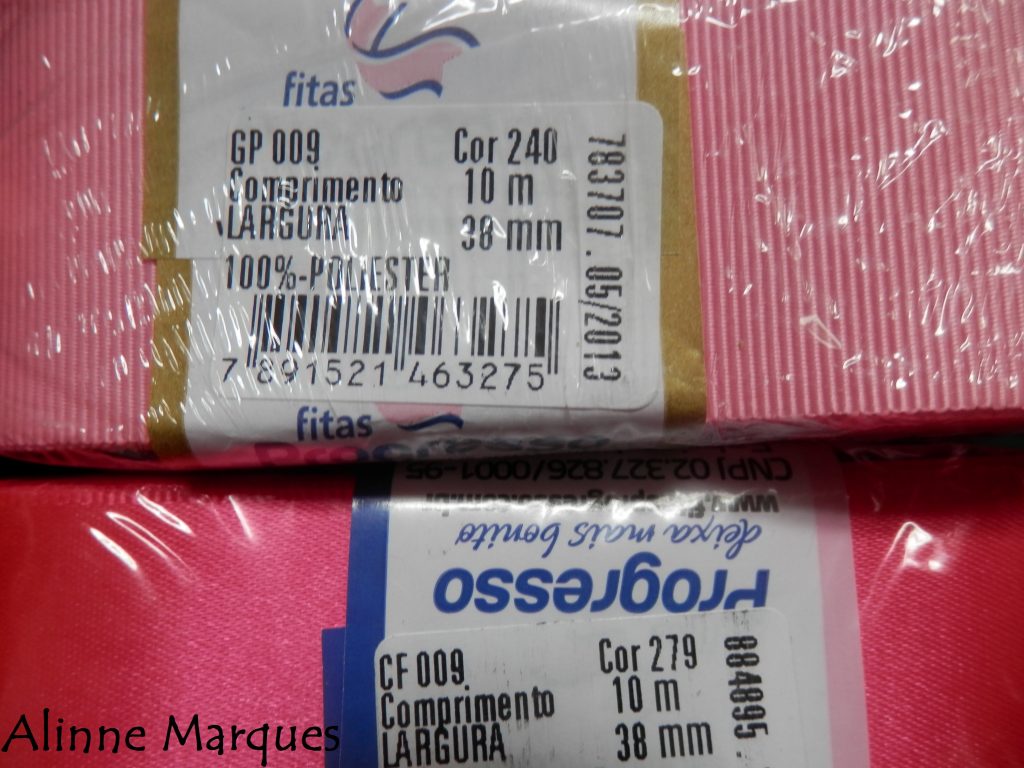 fitas
GP 009 Cor 240
Comprimento 10 m
LARGURA 38 mm
100%-POLIESTER
7 891521 463275
783707 .05/2013
fitas
CNPJ 02.327.826/0001-95
deixa mais bonito
Progresso
CF 009 Cor 279
Comprimento 10 m
LARGURA 38 mm
884895.
Alinne Marques